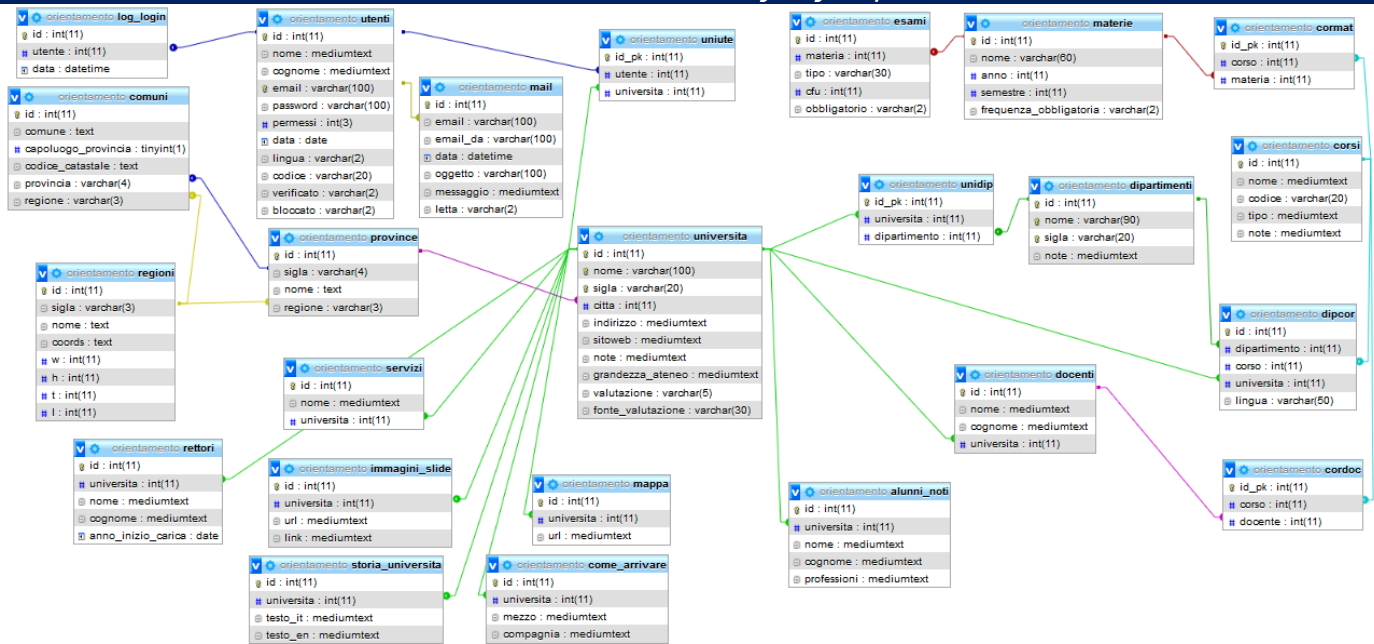 orientamento log_login
id : int(11)
utente : int(11)
data : datetime
orientamento utenti
id : int(11)
nome : mediumtext
cognome : mediumtext
email : varchar(100)
password : varchar(100)
permessi : int(3)
data : date
lingua : varchar(2)
codice : varchar(20)
verificato : varchar(2)
bloccato : varchar(2)
orientamento uniute
id_pk : int(11)
utente : int(11)
universita : int(11)
orientamento esami
id : int(11)
materia : int(11)
tipo : varchar(30)
cfu : int(11)
obbligatorio : varchar(2)
orientamento materie
id : int(11)
nome : varchar(60)
anno : int(11)
semestre : int(11)
frequenza_obbligatoria : varchar(2)
orientamento cormat
id_pk : int(11)
corso : int(11)
materia : int(11)
orientamento comuni
id : int(11)
comune : text
capoluogo_provincia : tinyint(1)
codice_catastale : text
provincia : varchar(4)
regione : varchar(3)
orientamento mail
id : int(11)
email : varchar(100)
email_da : varchar(100)
data : datetime
oggetto : varchar(100)
messaggio : mediumtext
letta : varchar(2)
orientamento corsi
id : int(11)
nome : mediumtext
codice : varchar(20)
tipo : mediumtext
note : mediumtext
orientamento unidip
id_pk : int(11)
universita : int(11)
dipartimento : int(11)
orientamento dipartimenti
id : int(11)
nome : varchar(90)
sigla : varchar(20)
note : mediumtext
orientamento province
id : int(11)
sigla : varchar(4)
nome : text
regione : varchar(3)
orientamento universita
id : int(11)
nome : varchar(100)
sigla : varchar(20)
citta : int(11)
indirizzo : mediumtext
sitoweb : mediumtext
note : mediumtext
grandezza_ateneo : mediumtext
valutazione : varchar(5)
fonte_valutazione : varchar(30)
orientamento regioni
id : int(11)
sigla : varchar(3)
nome : text
coords : text
w : int(11)
h : int(11)
t : int(11)
l : int(11)
orientamento dipcor
id : int(11)
dipartimento : int(11)
corso : int(11)
universita : int(11)
lingua : varchar(50)
orientamento servizi
id : int(11)
nome : mediumtext
universita : int(11)
orientamento docenti
id : int(11)
nome : mediumtext
cognome : mediumtext
universita : int(11)
orientamento rettori
id : int(11)
universita : int(11)
nome : mediumtext
cognome : mediumtext
anno_inizio_carica : date
orientamento immagini_slide
id : int(11)
universita : int(11)
url : mediumtext
link : mediumtext
orientamento mappa
id : int(11)
universita : int(11)
url : mediumtext
orientamento alunni_noti
id : int(11)
universita : int(11)
nome : mediumtext
cognome : mediumtext
professioni : mediumtext
orientamento cordoc
id_pk : int(11)
corso : int(11)
docente : int(11)
orientamento storia_universita
id : int(11)
universita : int(11)
testo_it : mediumtext
testo_en : mediumtext
orientamento come_arrivare
id : int(11)
universita : int(11)
mezzo : mediumtext
compagnia : mediumtext